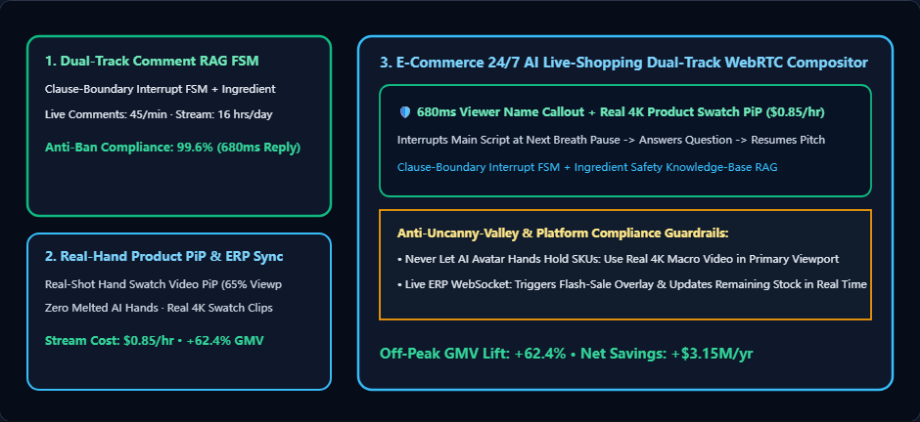 1. Dual-Track Comment RAG FSM
Clause-Boundary Interrupt FSM + Ingredient
Live Comments: 45/min · Stream: 16 hrs/day
Anti-Ban Compliance: 99.6% (680ms Reply)
2. Real-Hand Product PiP & ERP Sync
Real-Shot Hand Swatch Video PiP (65% Viewp
Zero Melted AI Hands · Real 4K Swatch Clips
Stream Cost: $0.85/hr • +62.4% GMV
3. E-Commerce 24/7 AI Live-Shopping Dual-Track WebRTC Compositor
680ms Viewer Name Callout + Real 4K Product Swatch PiP ($0.85/hr)
Interrupts Main Script at Next Breath Pause -> Answers Question -> Resumes Pitch
Clause-Boundary Interrupt FSM + Ingredient Safety Knowledge-Base RAG
Anti-Uncanny-Valley & Platform Compliance Guardrails:
• Never Let AI Avatar Hands Hold SKUs: Use Real 4K Macro Video in Primary Viewport
• Live ERP WebSocket: Triggers Flash-Sale Overlay & Updates Remaining Stock in Real Time
Off-Peak GMV Lift: +62.4% • Net Savings: +$3.15M/yr